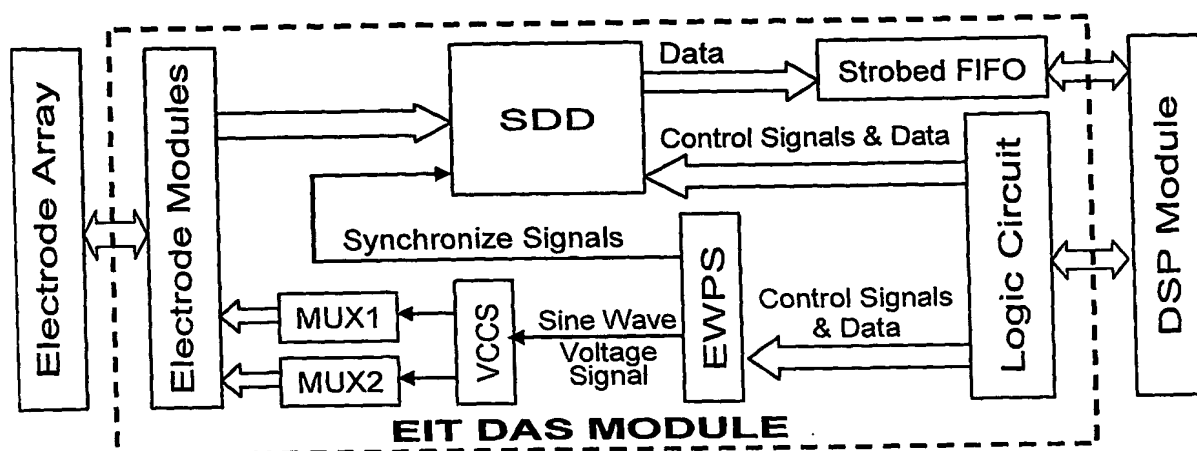 Electrode Array
Electrode Modules
SDD
Data
Strobed FIFO
Control Signals & Data
Synchronize Signals
MUX1
MUX2
VCCS
Sine Wave
Voltage
Signal
EWPS
Control Signals
& Data
Logic Circuit
DSP Module
EIT DAS MODULE